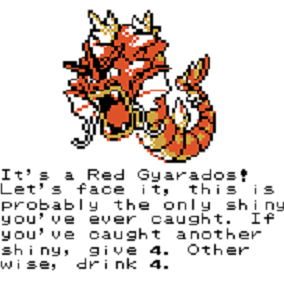 It's a Red Gyarados!
Let's face it, this is
probably the only shiny
you've ever caught. If
you've caught another
shiny, give 4. Other
wise, drink 4.